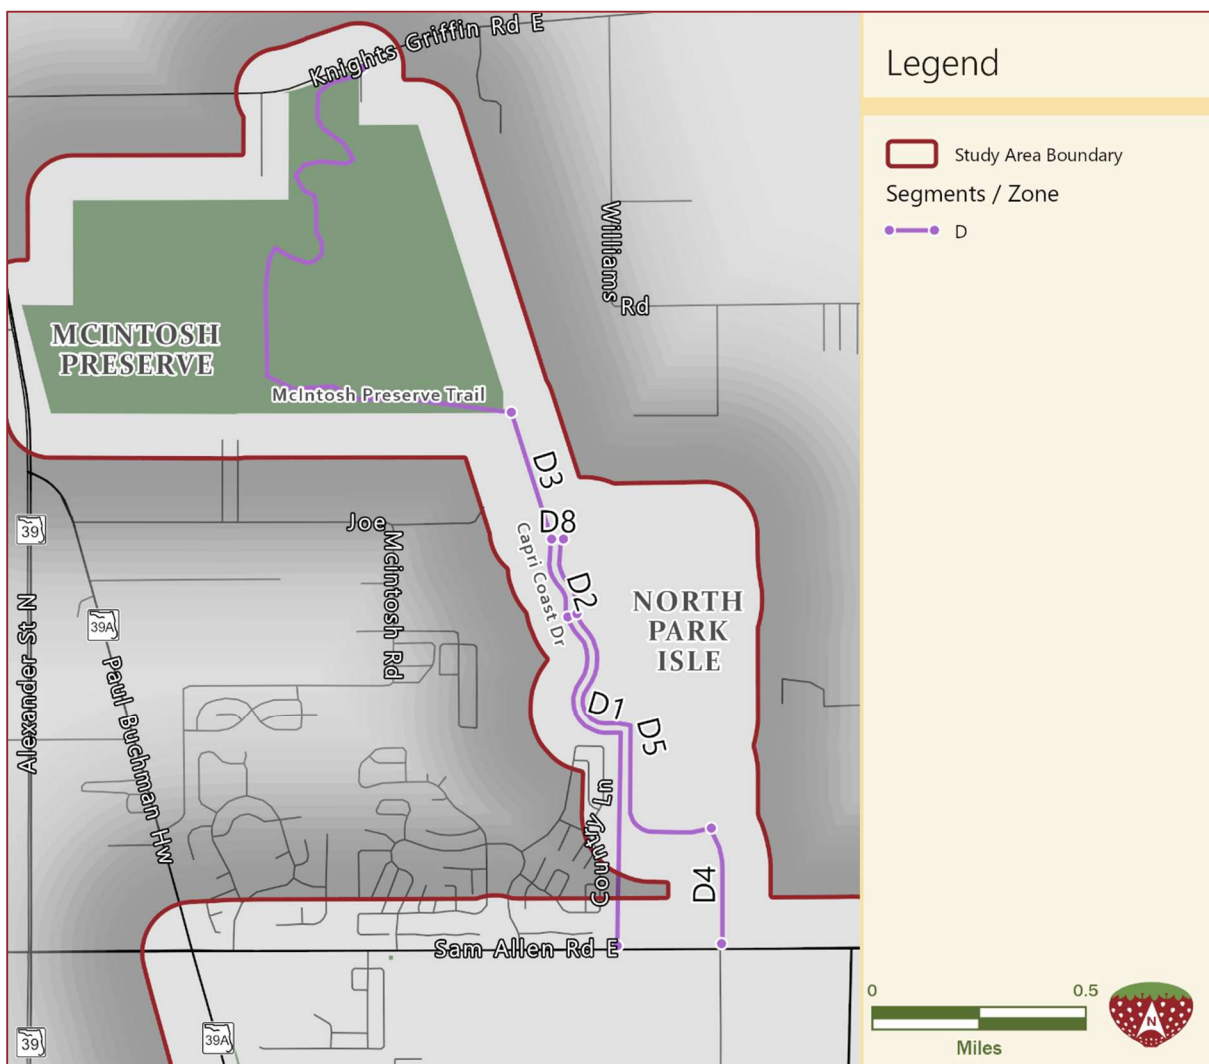 Knights Griffin Rd E
Legend
Study Area Boundary
Segments / Zone
D
Williams
Rd
MCINTOSH
PRESERVE
McIntosh Preserve Trail
D3
D8
Joe
Mcintosh Rd
Capri Coast Dr
D2
NORTH
PARK
ISLE
39
39A
Alexander St N
Paul Buchman Hw
D1
D5
Country Ln
D4
Sam Allen Rd E
0
0.5
Miles
N
39
39A